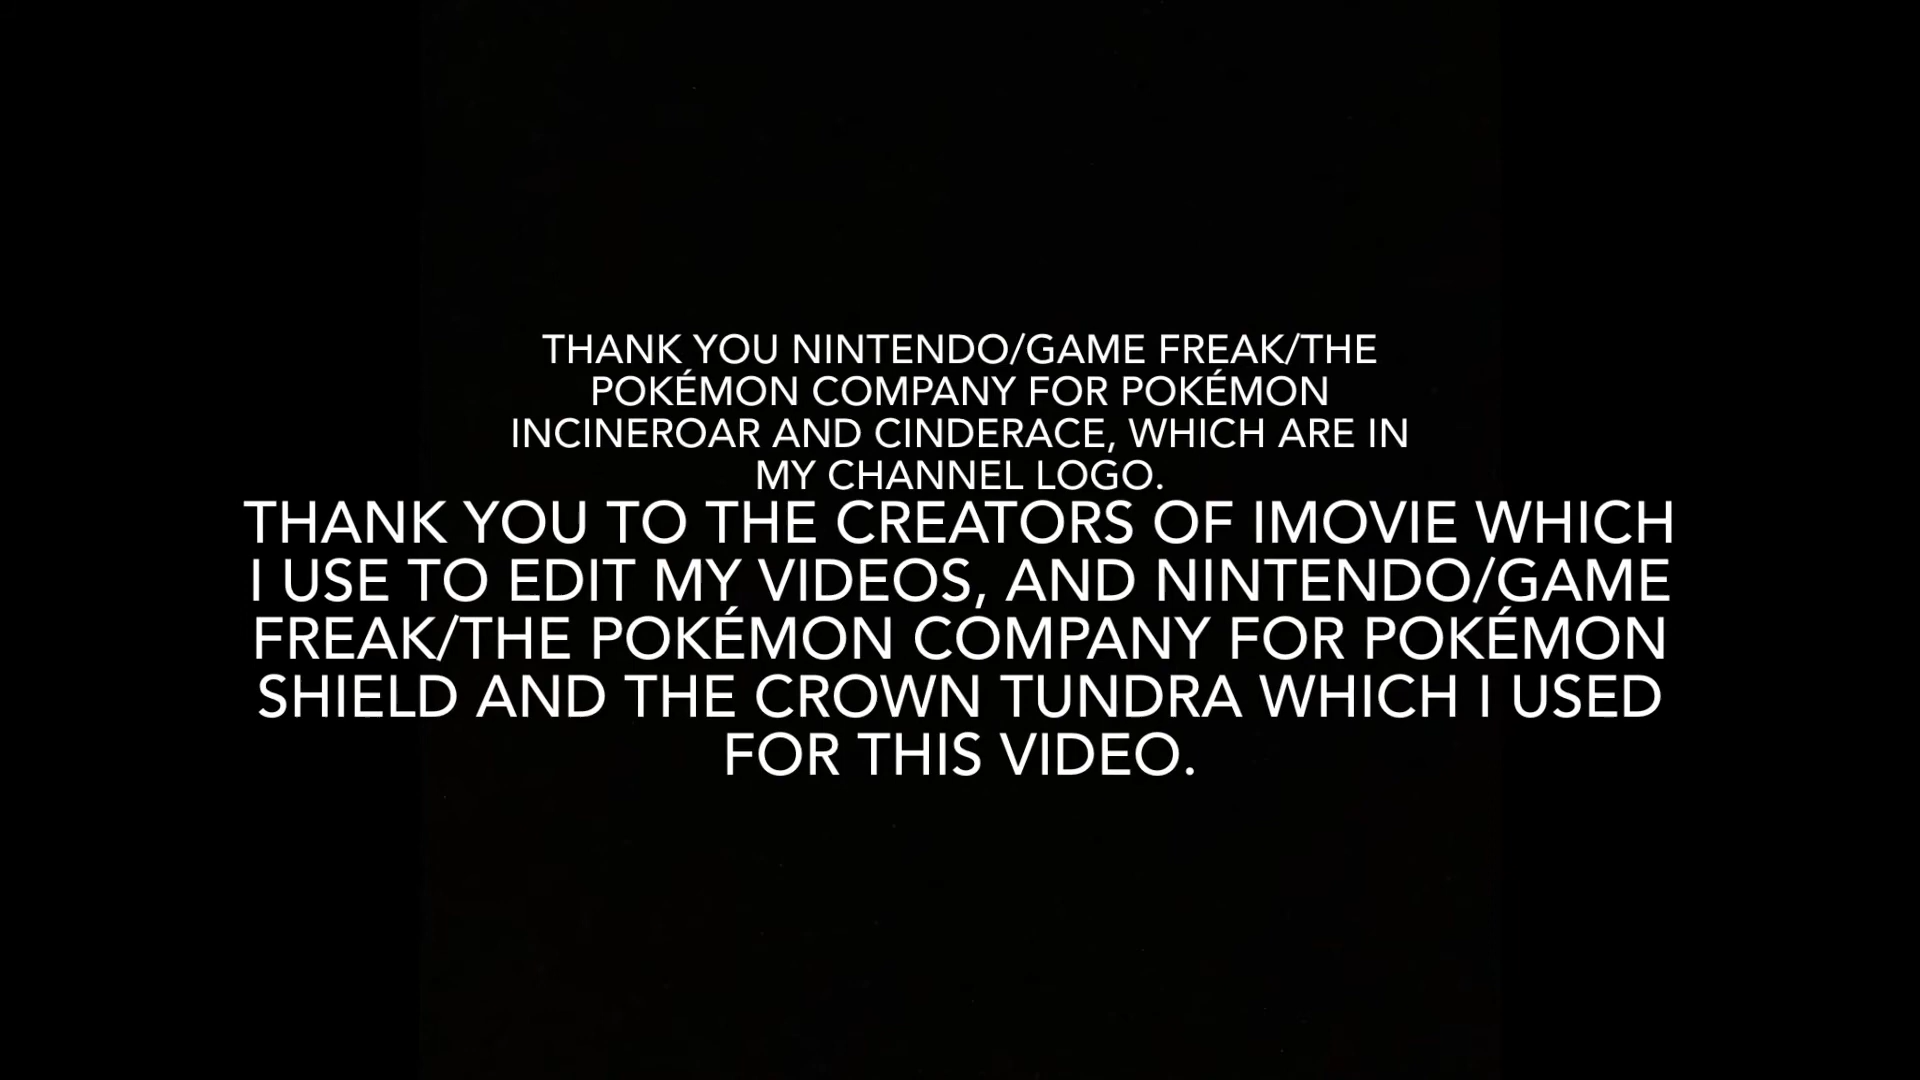 THANK YOU NINTENDO/GAME FREAK/THE
POKÉMON COMPANY FOR POKÉMON
INCINEROAR AND CINDERACE, WHICH ARE IN
MY CHANNEL LOGO.
THANK YOU TO THE CREATORS OF IMOVIE WHICH
I USE TO EDIT MY VIDEOS, AND NINTENDO/GAME
FREAK/THE POKÉMON COMPANY FOR POKÉMON
SHIELD AND THE CROWN TUNDRA WHICH I USED
FOR THIS VIDEO.